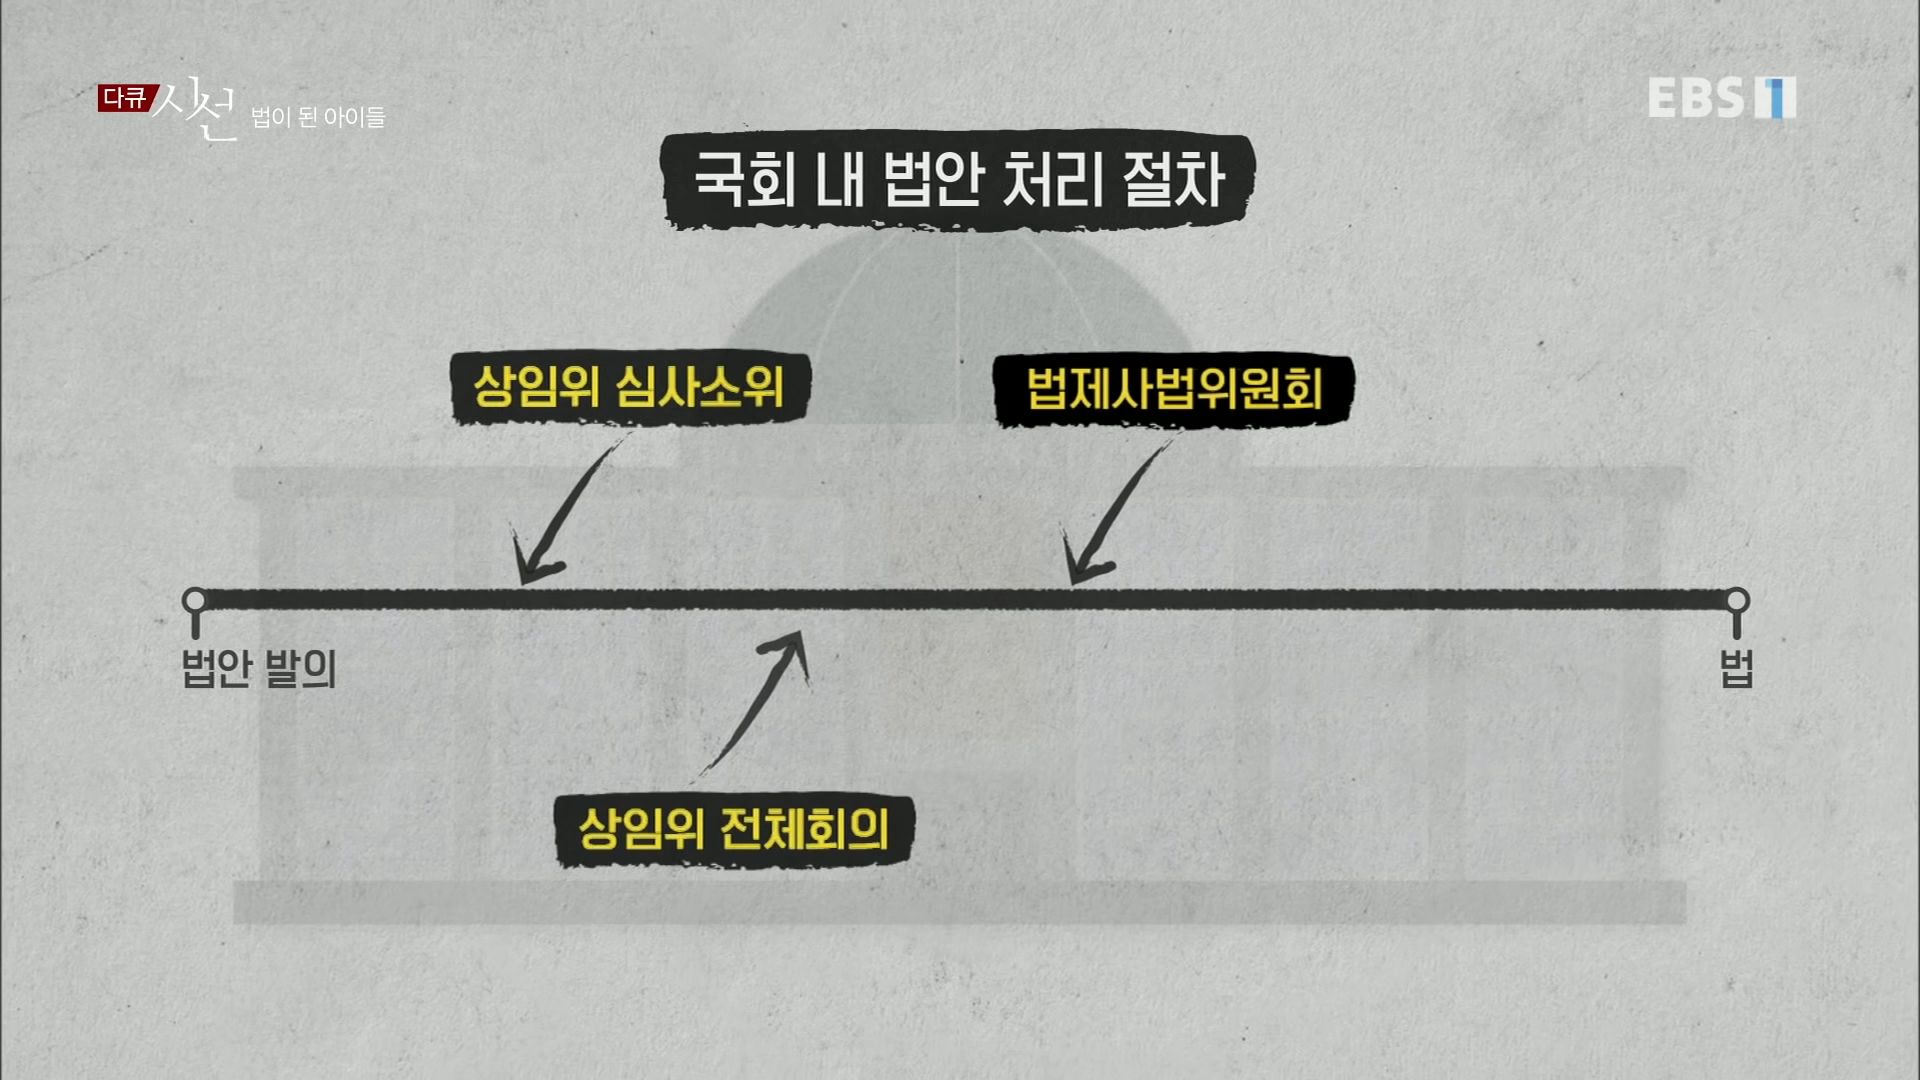 다큐 시선 법이 된 아이들
EBS 1
국회 내 법안 처리 절차
상임위 심사소위
법제사법위원회
법안 발의
법
상임위 전체회의